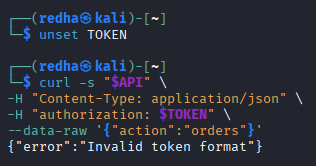 ┌──(redha㉿kali)-[~]
└─$ unset TOKEN
┌──(redha㉿kali)-[~]
└─$ curl -s "$API" \
-H "Content-Type: application/json" \
-H "authorization: $TOKEN" \
--data-raw '{"action":"orders"}'
{"error":"Invalid token format"}